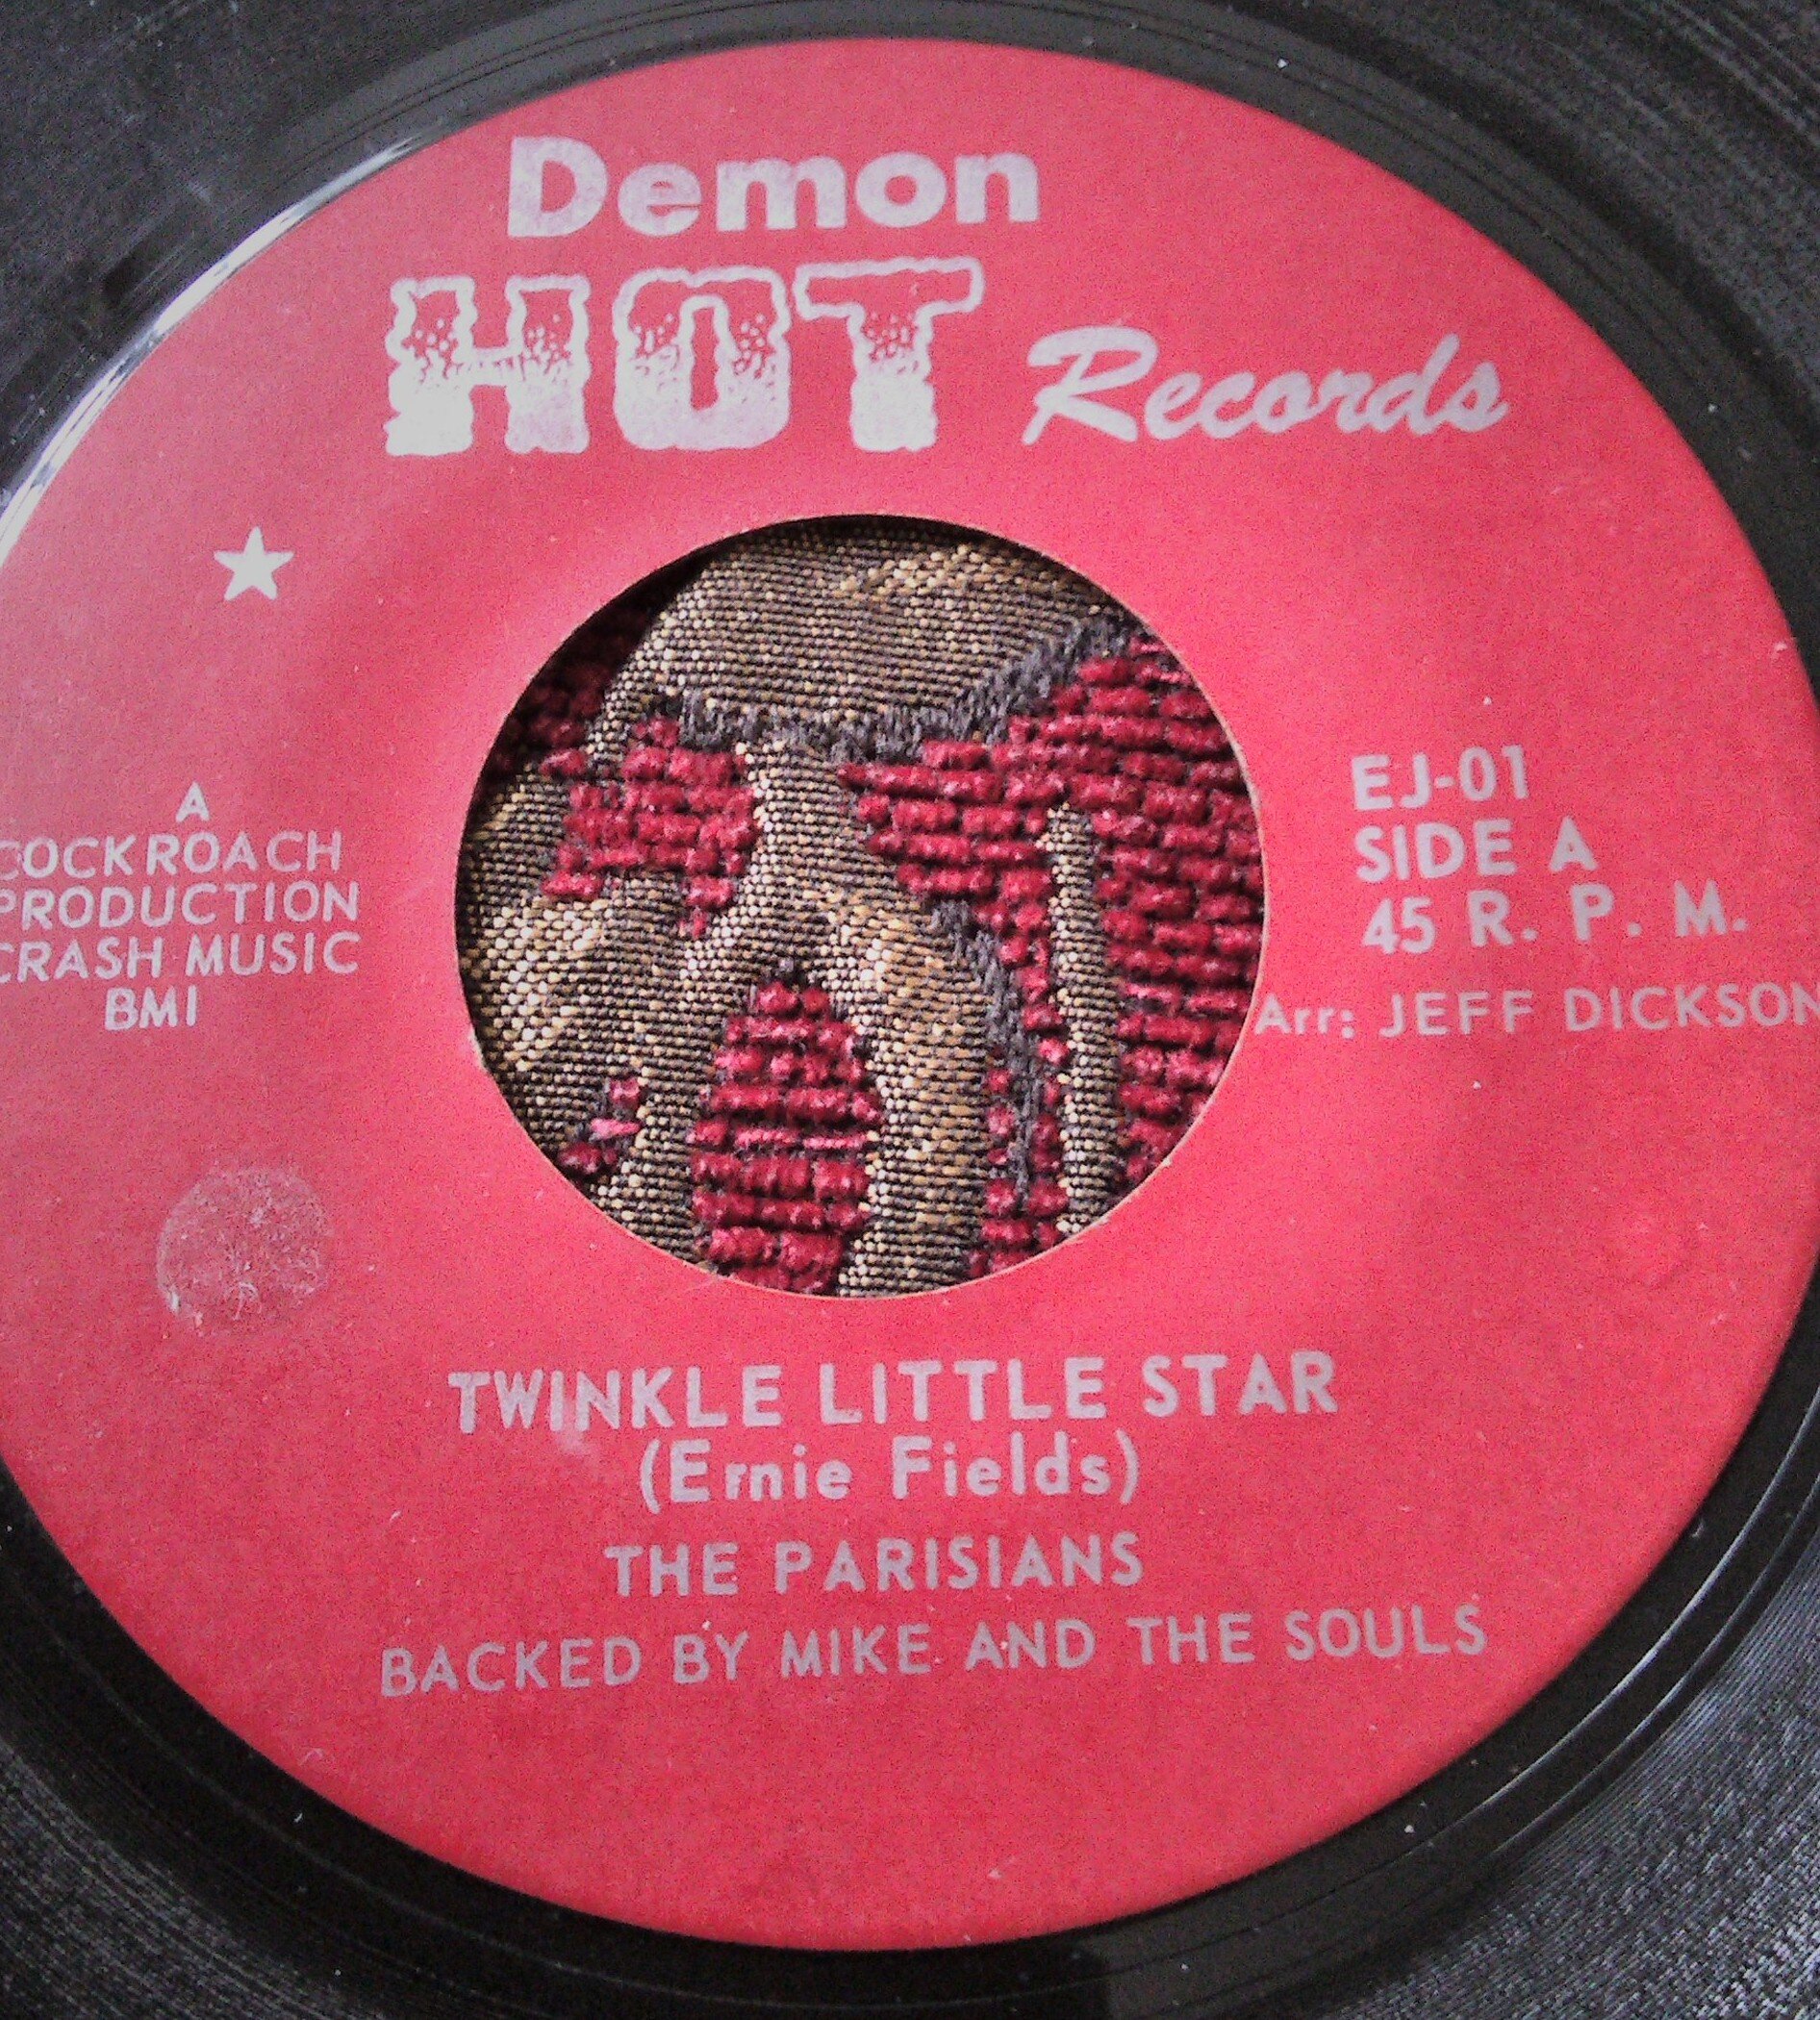 Demon
HOT Records
A
COCKROACH
PRODUCTION
CRASH MUSIC
BMI
EJ-01
SIDE A
45 R. P. M.
Arr: JEFF DICKSON
TWINKLE LITTLE STAR
(Ernie Fields)
THE PARISIANS
BACKED BY MIKE AND THE SOULS